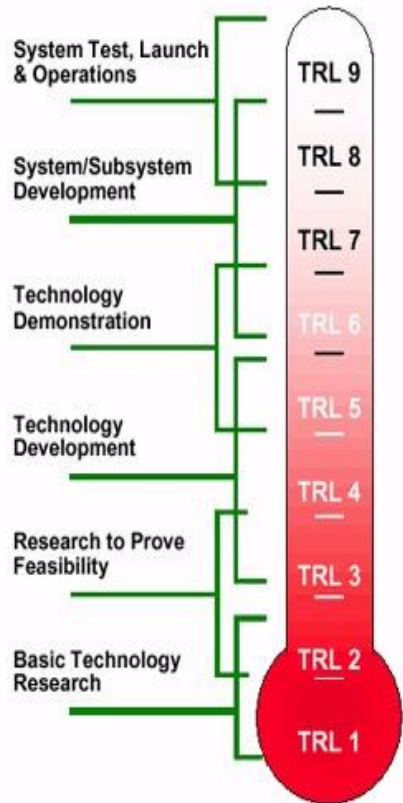 System Test, Launch
& Operations
System/Subsystem
Development
Technology
Demonstration
Technology
Development
Research to Prove
Feasibility
Basic Technology
Research
TRL 9
TRL 8
TRL 7
TRL 6
TRL 5
TRL 4
TRL 3
TRL 2
TRL 1